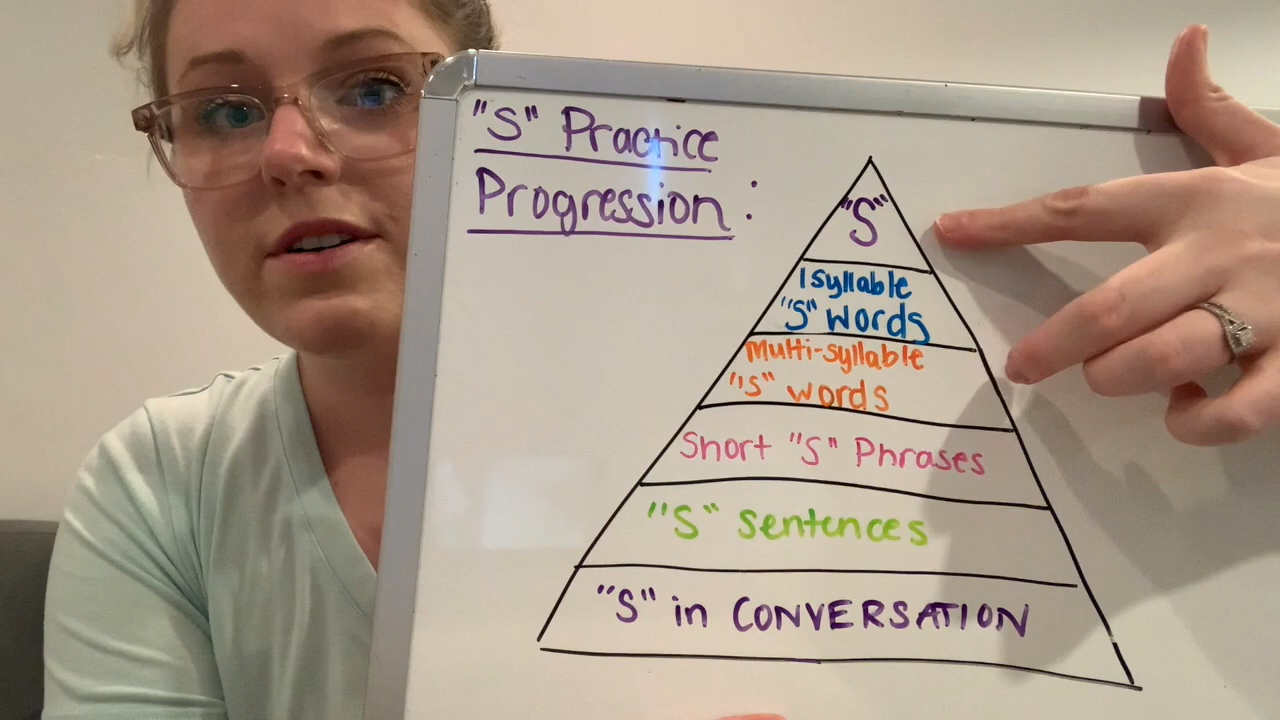 "S" Practice
Progression:
"S"
1 syllable
"S" words
Multi-syllable
"S" words
Short "S" Phrases
"S" sentences
"S" in CONVERSATION